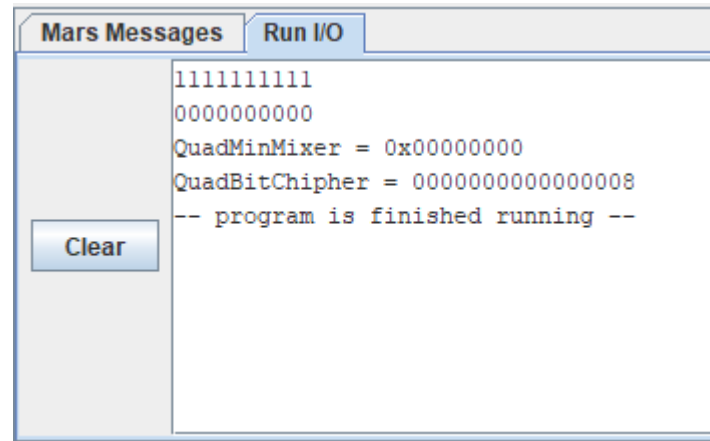 Mars Messages Run I/O
1111111111
0000000000
QuadMinMixer = 0x00000000
QuadBitChipher = 0000000000000008
-- program is finished running --
Clear